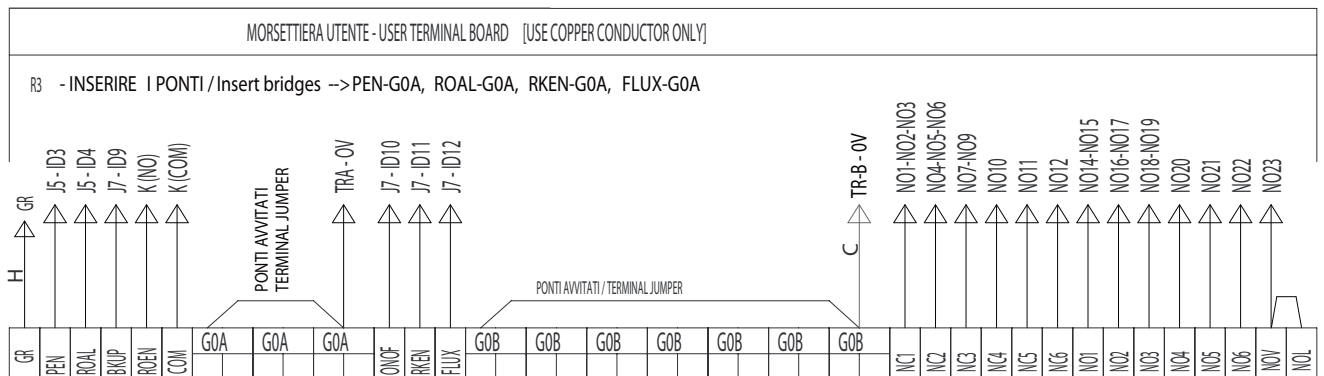 MORSETTIERA UTENTE - USER TERMINAL BOARD [USE COPPER CONDUCTOR ONLY]
R3 - INSERIRE I PONTI / Insert bridges -->PEN-G0A, ROAL-G0A, RKEN-G0A, FLUX-G0A
GR
J5 - ID3
J5 - ID4
J7 - ID9
K (NO)
K (COM)
PONTI AVVITATI
TERMINAL JUMPER
TRA - OV
J7 - ID10
J7 - ID11
J7 - ID12
PONTI AVVITATI / TERMINAL JUMPER
TR-B - 0V
NO1-NO2-NO3
NO4-NO5-NO6
NO7-NO9
NO10
NO11
NO12
NO14-NO15
NO16-NO17
NO18-NO19
NO20
NO21
NO22
NO23
H
C
GR PEN ROAL BKUP ROEN COM G0A G0A G0A ONOF RKEN FLUX G0B G0B G0B G0B G0B G0B G0B NC1 NC2 NC3 NC4 NC5 NC6 NO1 NO2 NO3 NO4 NO5 NO6 NOV NOL